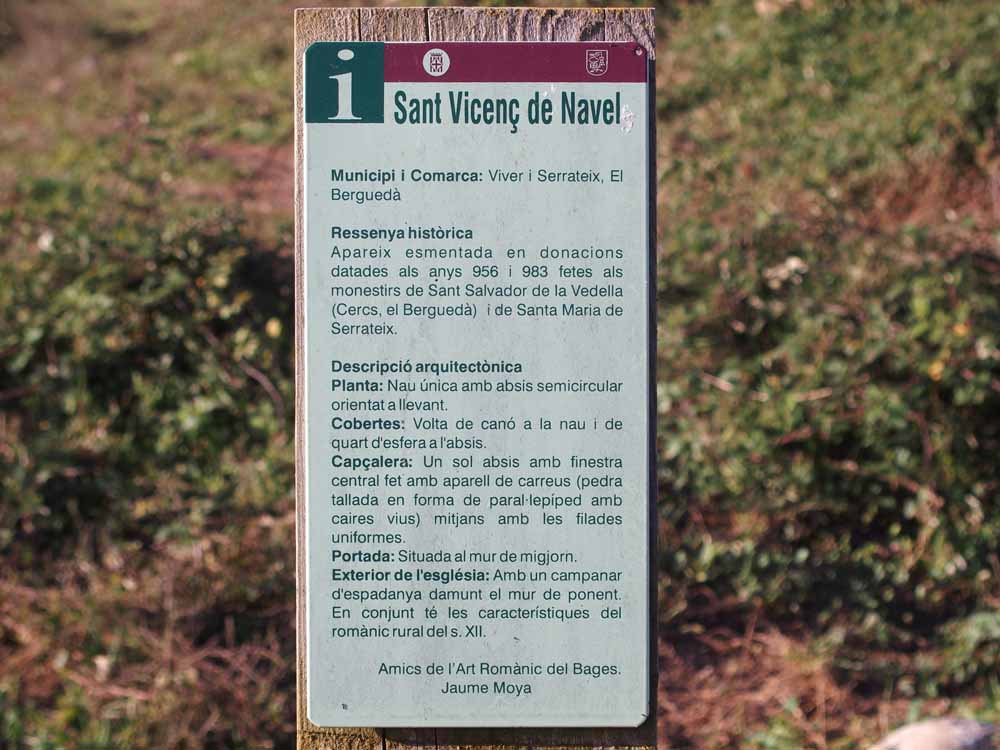 i
Sant Vicenç de Navel
Municipi i Comarca: Viver i Serrateix, El
Berguedà
Ressenya històrica
Apareix esmentada en donacions
datades als anys 956 i 983 fetes als
monestirs de Sant Salvador de la Vedella
(Cercs, el Berguedà) i de Santa Maria de
Serrateix.
Descripció arquitectònica
Planta: Nau única amb absis semicircular
orientat a llevant.
Cobertes: Volta de canó a la nau i de
quart d'esfera a l'absis.
Capçalera: Un sol absis amb finestra
central fet amb aparell de carreus (pedra
tallada en forma de paral·lepíped amb
caires vius) mitjans amb les filades
uniformes.
Portada: Situada al mur de migjorn.
Exterior de l'església: Amb un campanar
d'espadanya damunt el mur de ponent.
En conjunt té les característiques del
romànic rural del s. XII.
Amics de l'Art Romànic del Bages.
Jaume Moya